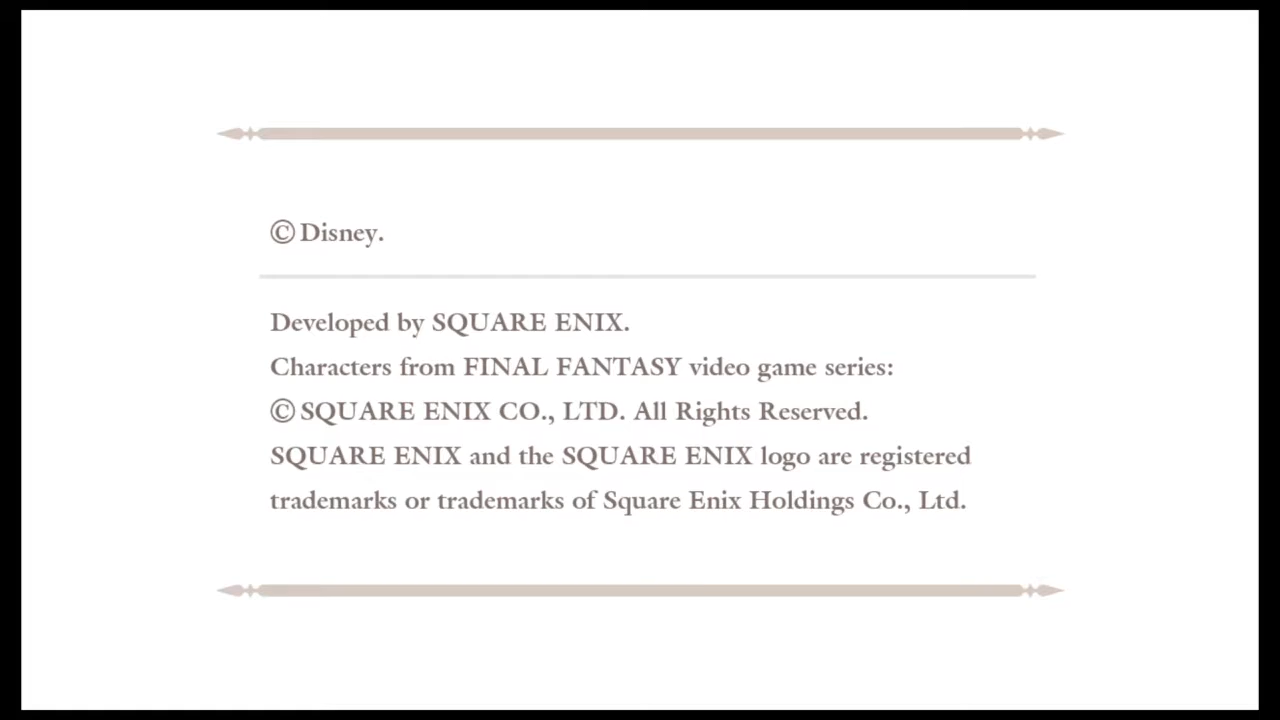 © Disney.
Developed by SQUARE ENIX.
Characters from FINAL FANTASY video game series:
© SQUARE ENIX CO., LTD. All Rights Reserved.
SQUARE ENIX and the SQUARE ENIX logo are registered
trademarks or trademarks of Square Enix Holdings Co., Ltd.